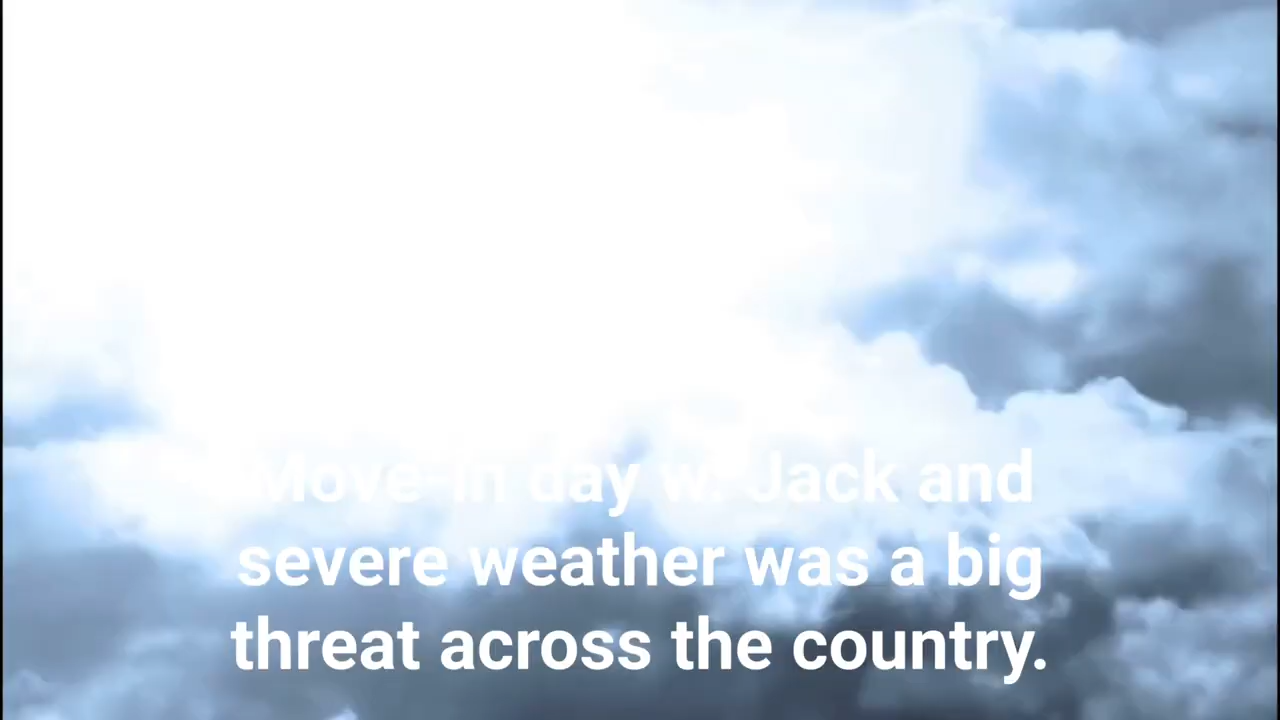 Move-in day w. Jack and
severe weather was a big
threat across the country.